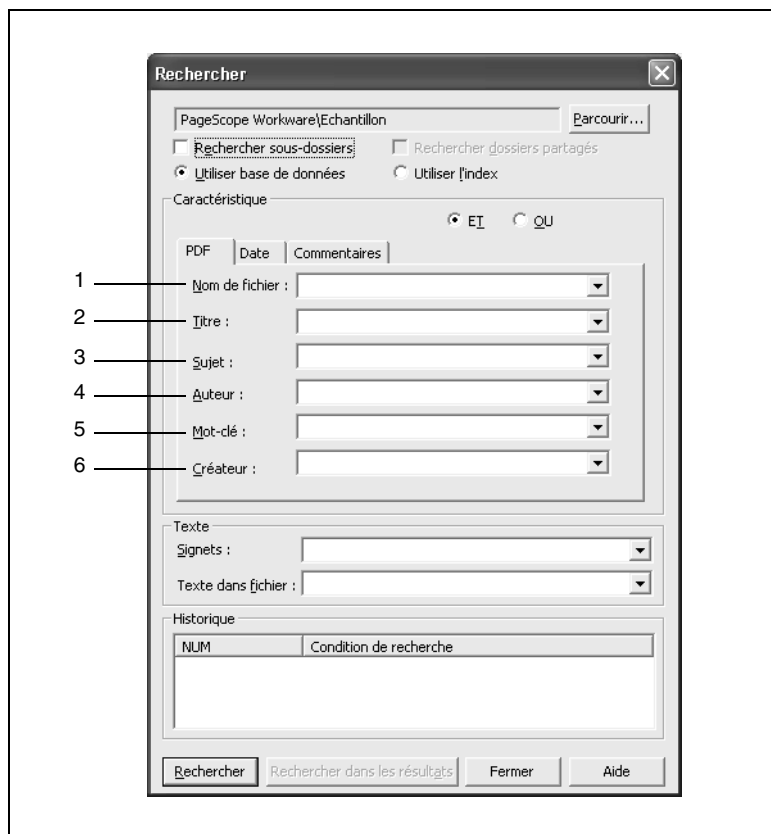 Rechercher
PageScope Workware\Echantillon Parcourir...
Rechercher sous-dossiers Rechercher dossiers partagés
Utiliser base de données Utiliser l'index
Caractéristique
ET OU
PDF Date Commentaires
1 Nom de fichier :
2 Titre :
3 Sujet :
4 Auteur :
5 Mot-clé :
6 Créateur :
Texte
Signets :
Texte dans fichier :
Historique
NUM Condition de recherche
Rechercher Rechercher dans les résultats Fermer Aide